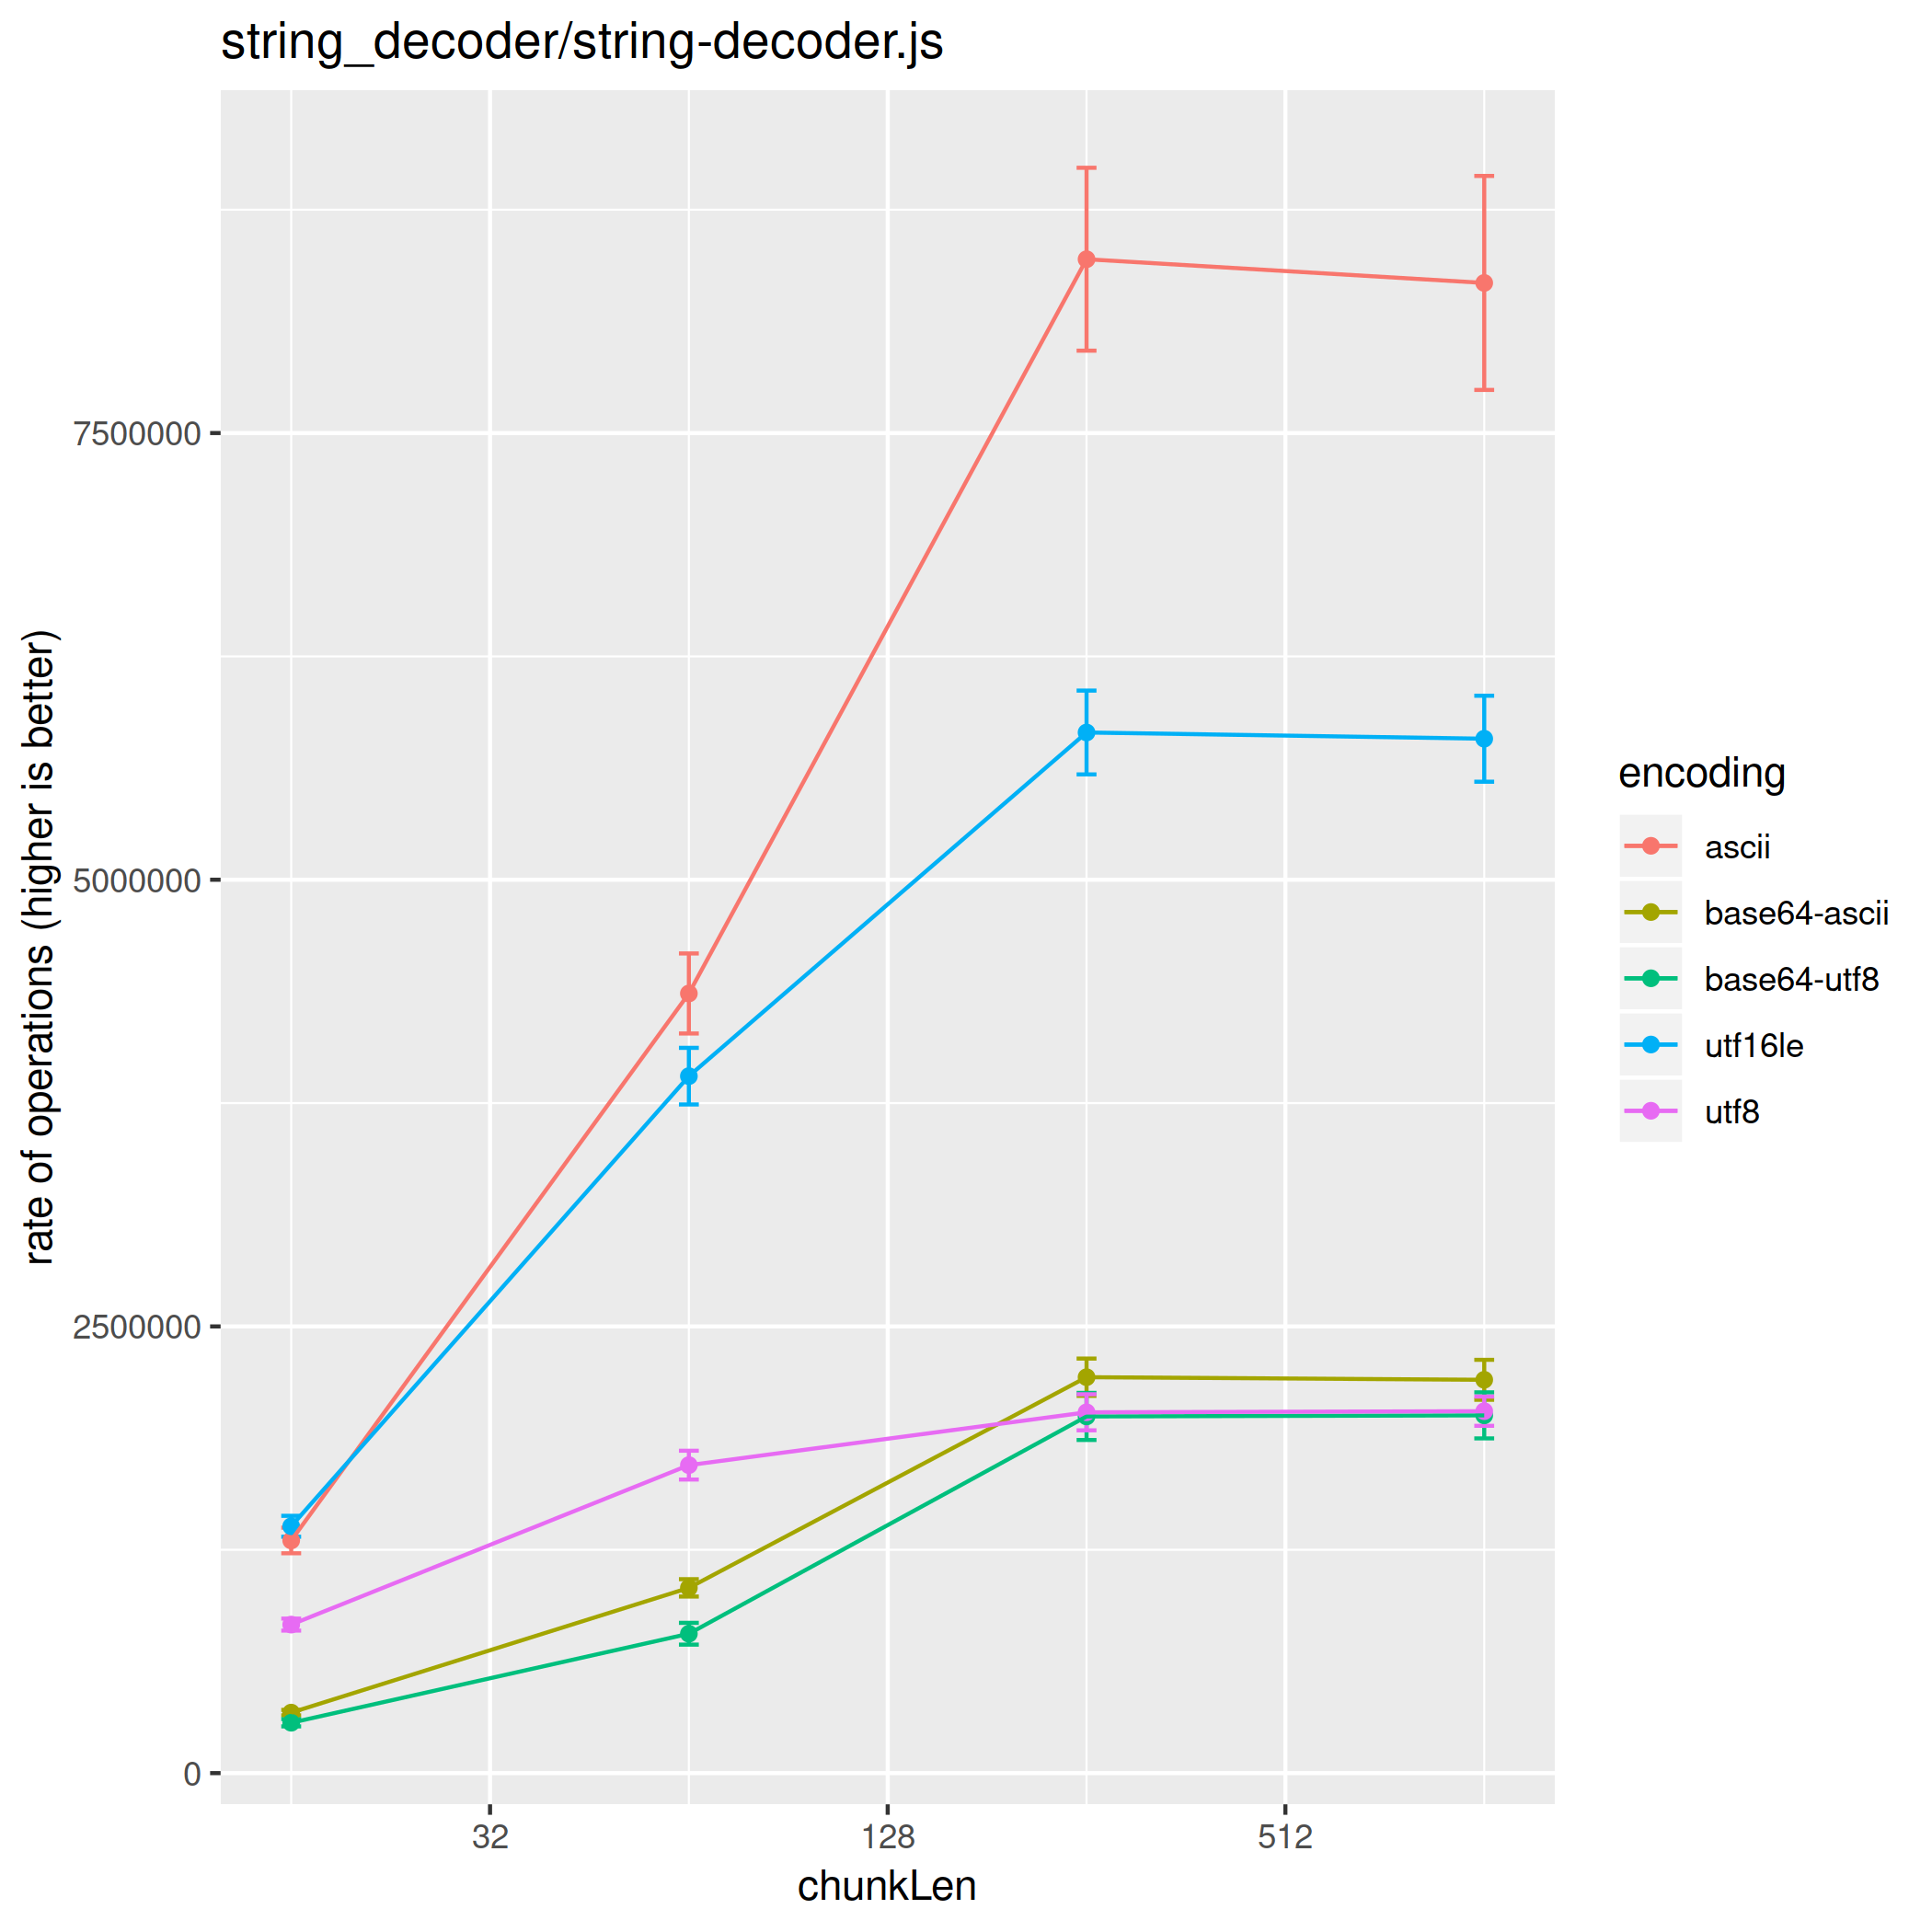 string_decoder/string-decoder.js
rate of operations (higher is better)
7500000
5000000
2500000
0
32
128
512
chunkLen
encoding
ascii
base64-ascii
base64-utf8
utf16le
utf8